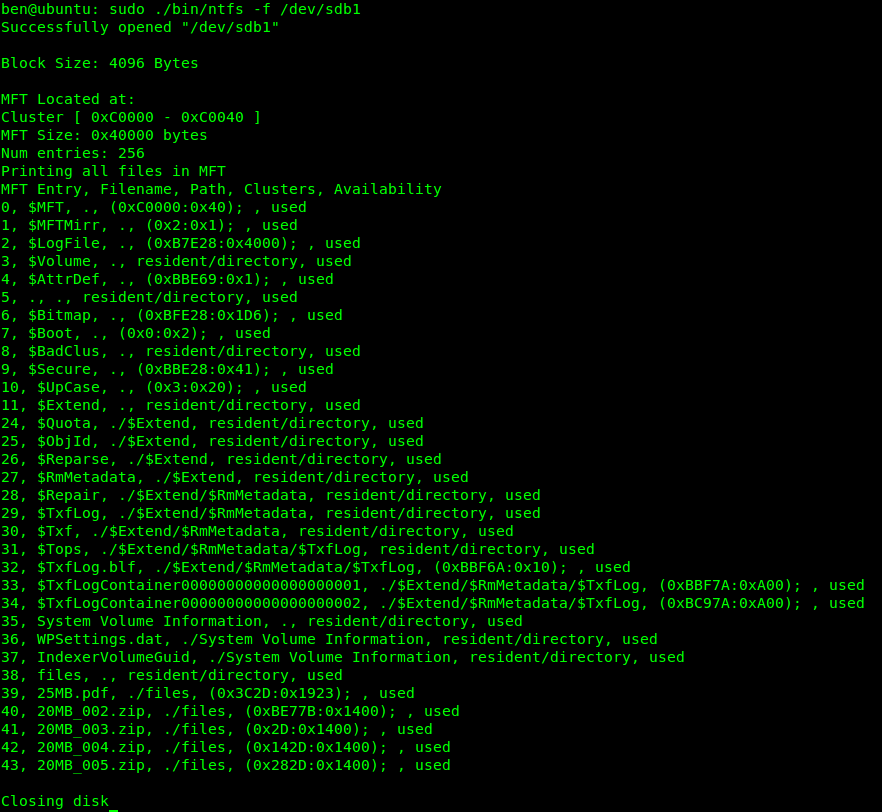 ben@ubuntu: sudo ./bin/ntfs -f /dev/sdb1
Successfully opened "/dev/sdb1"
Block Size: 4096 Bytes
MFT Located at:
Cluster [ 0xC0000 - 0xC0040 ]
MFT Size: 0x40000 bytes
Num entries: 256
Printing all files in MFT
MFT Entry, Filename, Path, Clusters, Availability
0, $MFT, ., (0xC0000:0x40); , used
1, $MFTMirr, ., (0x2:0x1); , used
2, $LogFile, ., (0xB7E28:0x4000); , used
3, $Volume, ., resident/directory, used
4, $AttrDef, ., (0xBBE69:0x1); , used
5, ., ., resident/directory, used
6, $Bitmap, ., (0xBFE28:0x1D6); , used
7, $Boot, ., (0x0:0x2); , used
8, $BadClus, ., resident/directory, used
9, $Secure, ., (0xBBE28:0x41); , used
10, $UpCase, ., (0x3:0x20); , used
11, $Extend, ., resident/directory, used
24, $Quota, ./$Extend, resident/directory, used
25, $ObjId, ./$Extend, resident/directory, used
26, $Reparse, ./$Extend, resident/directory, used
27, $RmMetadata, ./$Extend, resident/directory, used
28, $Repair, ./$Extend/$RmMetadata, resident/directory, used
29, $TxfLog, ./$Extend/$RmMetadata, resident/directory, used
30, $Txf, ./$Extend/$RmMetadata, resident/directory, used
31, $Tops, ./$Extend/$RmMetadata/$TxfLog, resident/directory, used
32, $TxfLog.blf, ./$Extend/$RmMetadata/$TxfLog, (0xBBF6A:0x10); , used
33, $TxfLogContainer00000000000000000001, ./$Extend/$RmMetadata/$TxfLog, (0xBBF7A:0xA00); , used
34, $TxfLogContainer00000000000000000002, ./$Extend/$RmMetadata/$TxfLog, (0xBC97A:0xA00); , used
35, System Volume Information, ., resident/directory, used
36, WPSettings.dat, ./System Volume Information, resident/directory, used
37, IndexerVolumeGuid, ./System Volume Information, resident/directory, used
38, files, ., resident/directory, used
39, 25MB.pdf, ./files, (0x3C2D:0x1923); , used
40, 20MB_002.zip, ./files, (0xBE77B:0x1400); , used
41, 20MB_003.zip, ./files, (0x2D:0x1400); , used
42, 20MB_004.zip, ./files, (0x142D:0x1400); , used
43, 20MB_005.zip, ./files, (0x282D:0x1400); , used
Closing disk